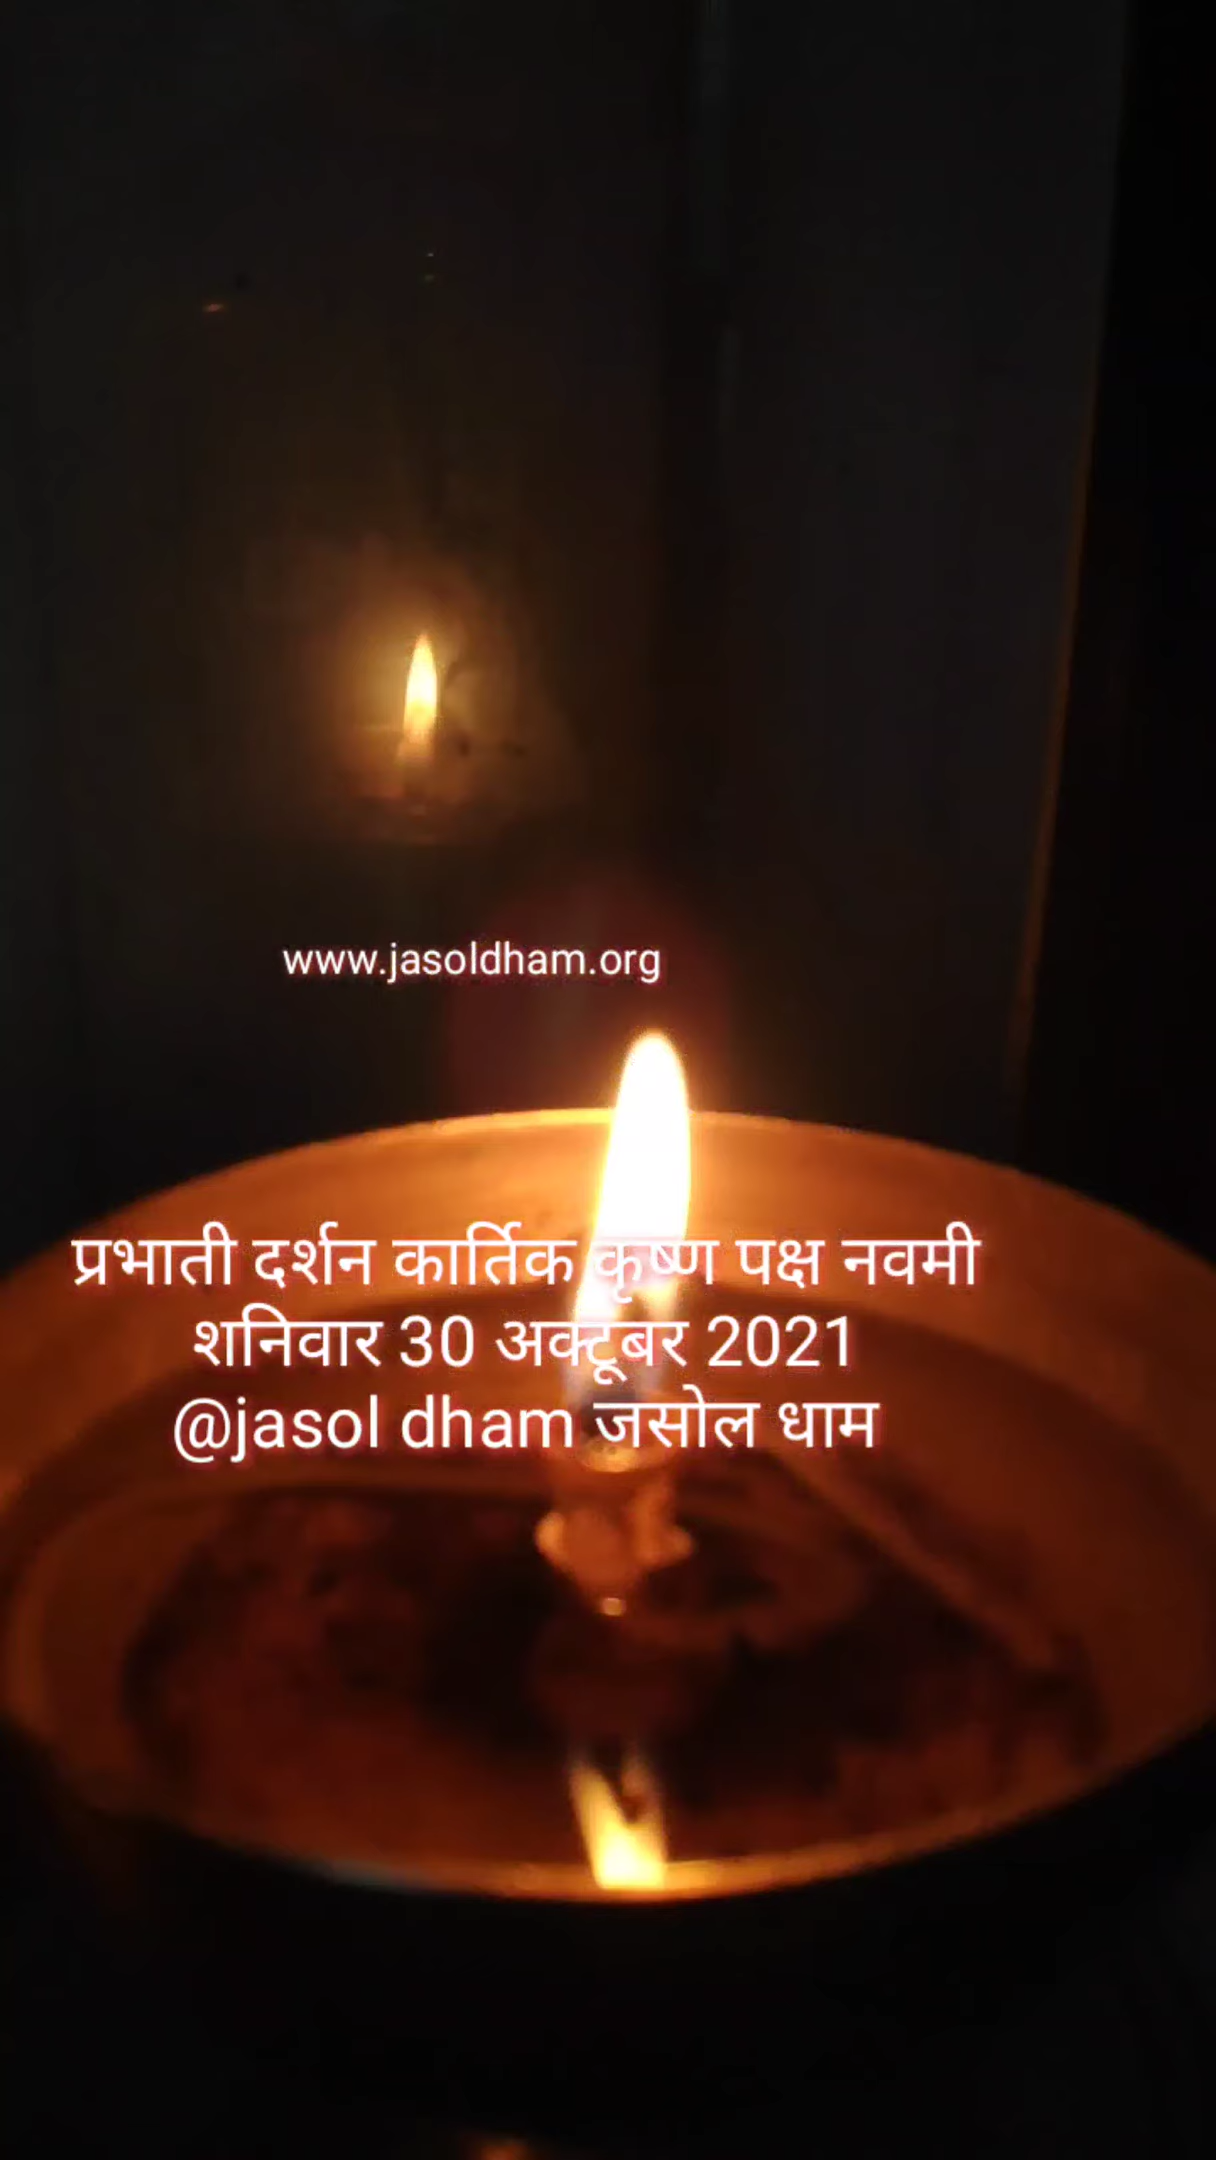 www.jasoldham.org
प्रभाती दर्शन कार्तिक कृष्ण पक्ष नवमी
शनिवार 30 अक्टूबर 2021
@jasol dham जसोल धाम